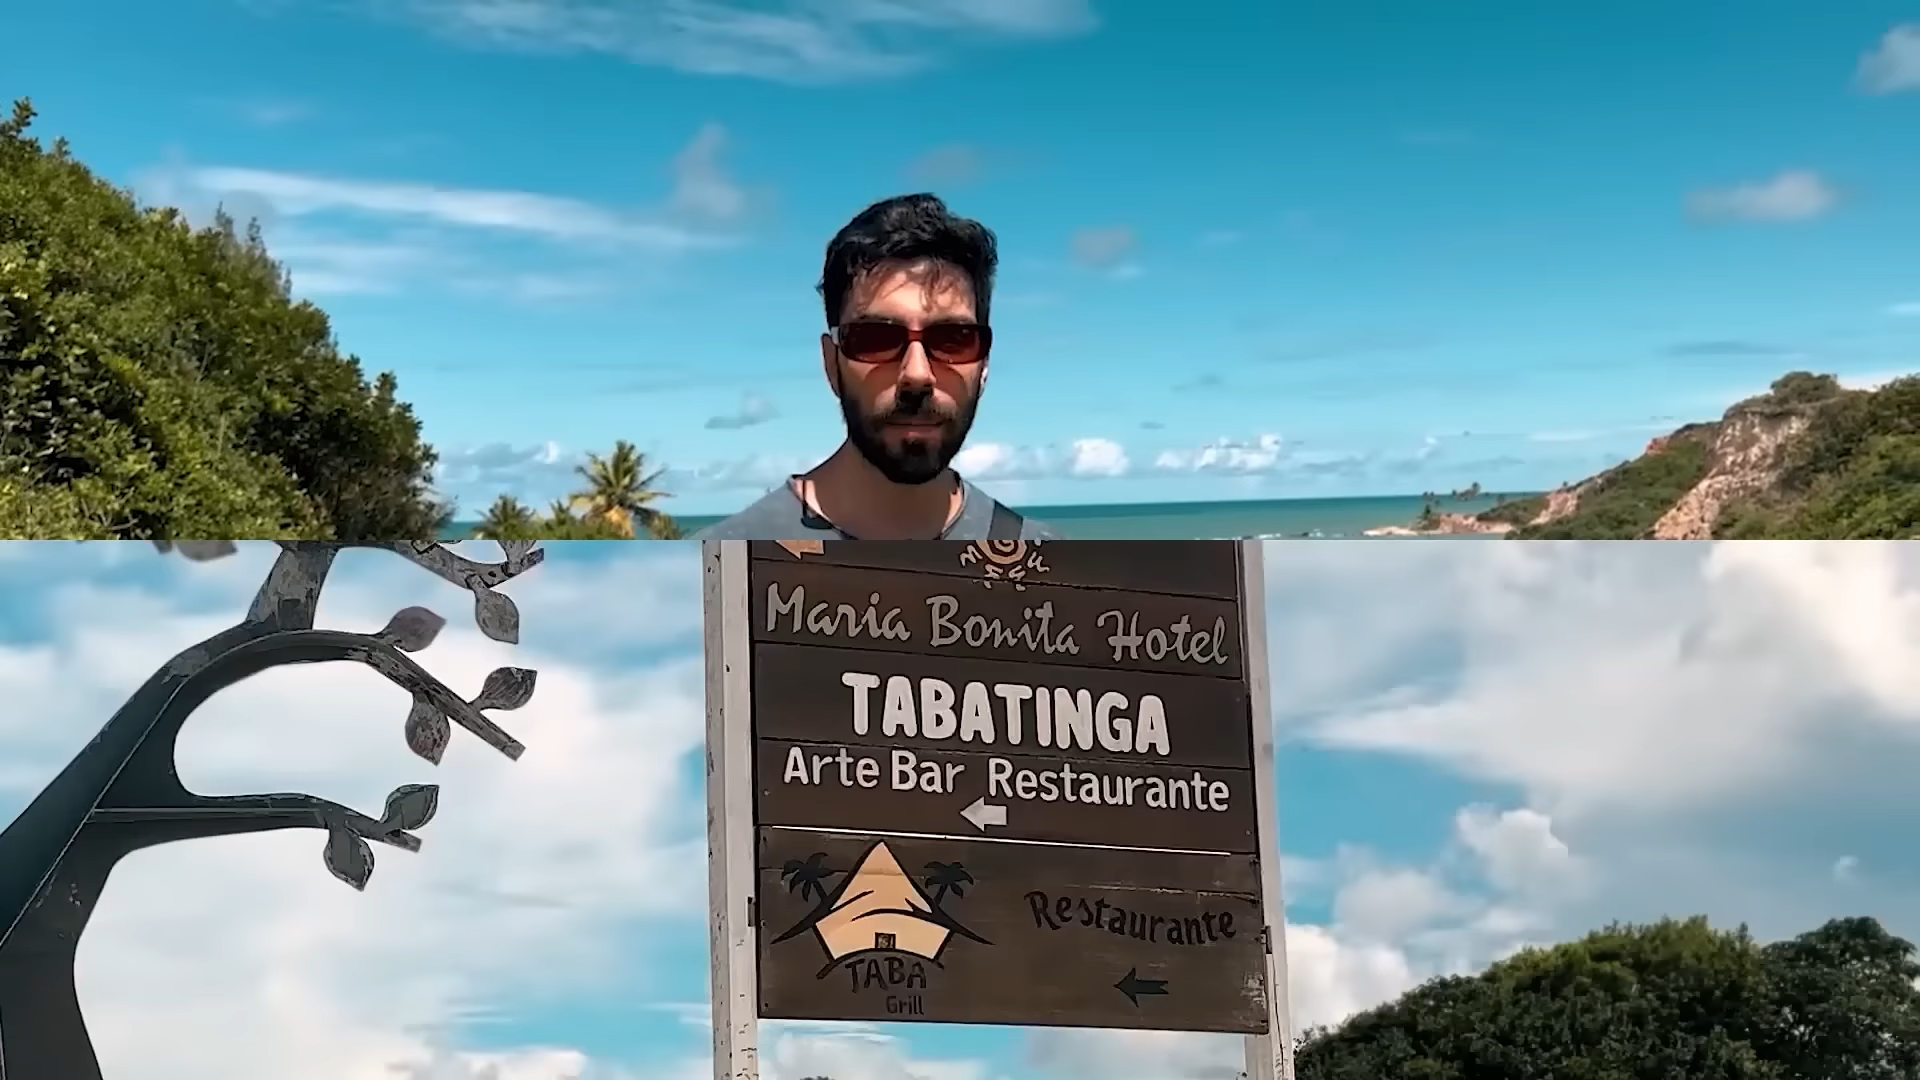 Maria Bonita Hotel
TABATINGA
Arte Bar Restaurante
Restaurante
TABA
Grill